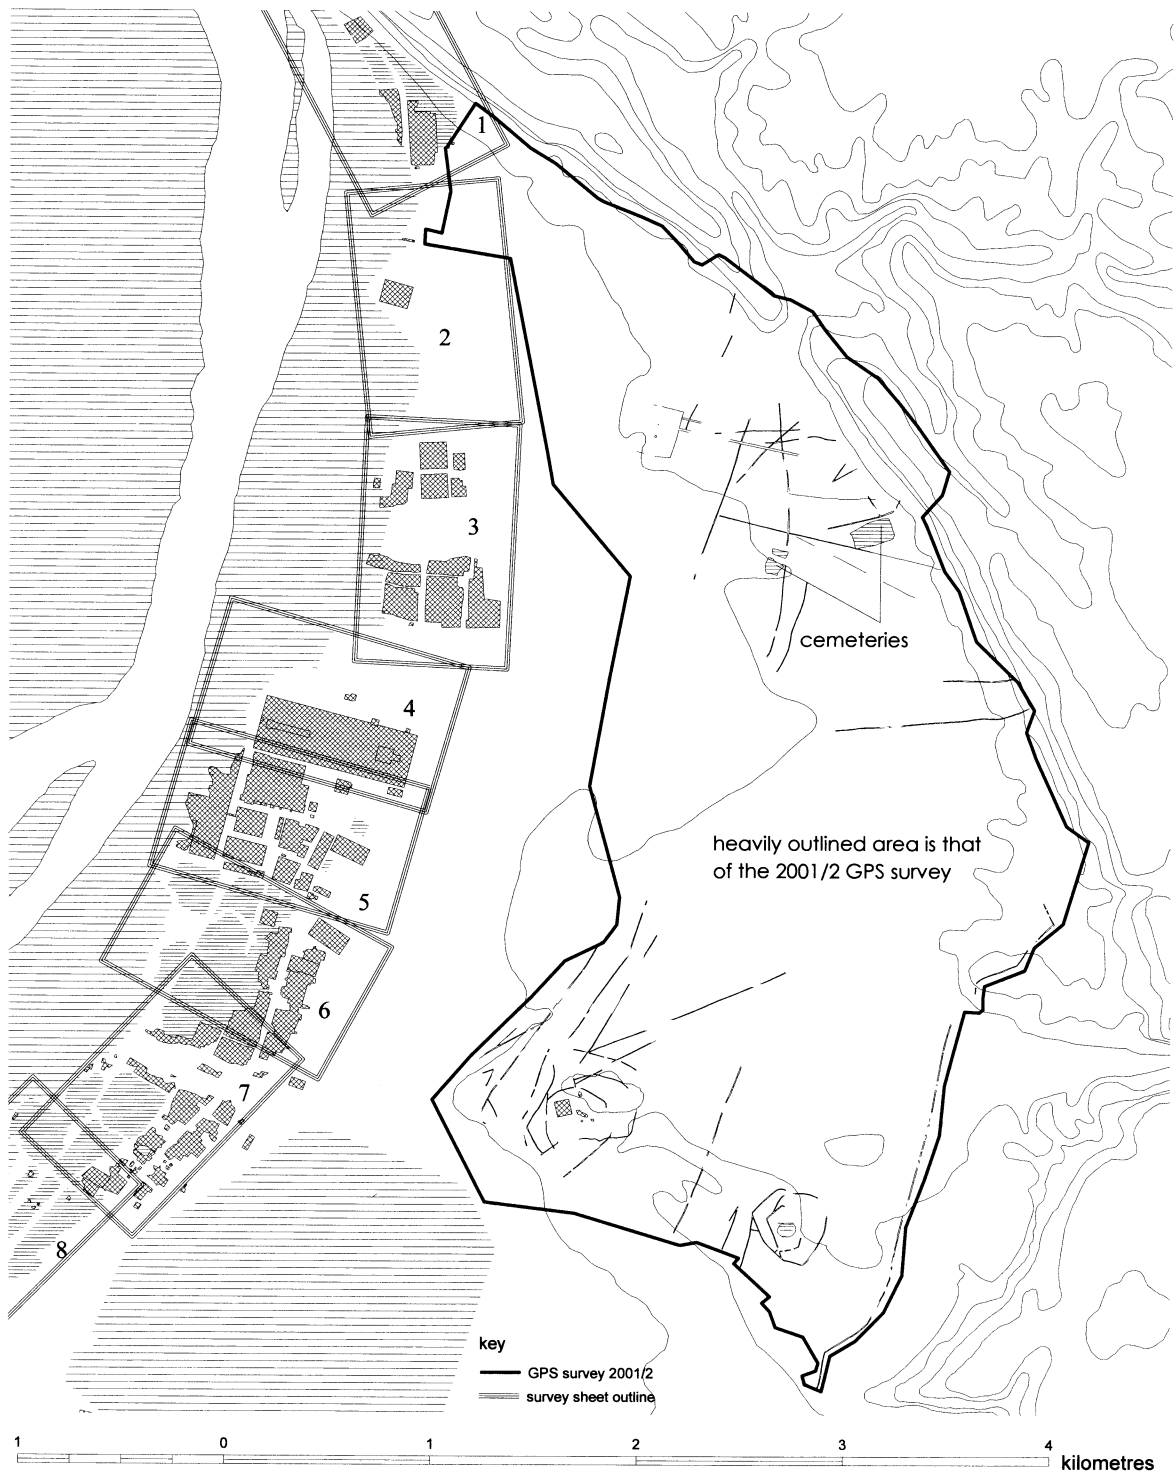 1
2
3
4
cemeteries
heavily outlined area is that
of the 2001/2 GPS survey
5
6
7
8
key
GPS survey 2001/2
survey sheet outline
1 0 1 2 3 4
kilometres